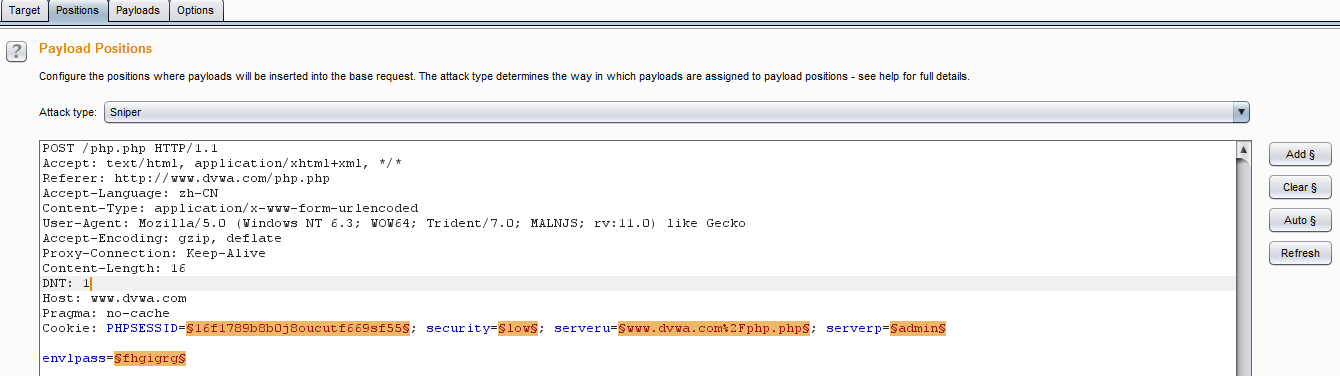 Target Positions Payloads Options
? Payload Positions
Configure the positions where payloads will be inserted into the base request. The attack type determines the way in which payloads are assigned to payload positions - see help for full details.
Attack type: Sniper
POST /php.php HTTP/1.1
Accept: text/html, application/xhtml+xml, */*
Referer: http://www.dvwa.com/php.php
Accept-Language: zh-CN
Content-Type: application/x-www-form-urlencoded
User-Agent: Mozilla/5.0 (Windows NT 6.3; WOW64; Trident/7.0; MALNJS; rv:11.0) like Gecko
Accept-Encoding: gzip, deflate
Proxy-Connection: Keep-Alive
Content-Length: 16
DNT: 1
Host: www.dvwa.com
Pragma: no-cache
Cookie: PHPSESSID=§16f1789b8b0j8oucutf669sf55§; security=§low§; serveru=§www.dvwa.com%2Fphp.php§; serverp=§admin§
envlpass=§fhgigrg§
Add §
Clear §
Auto §
Refresh